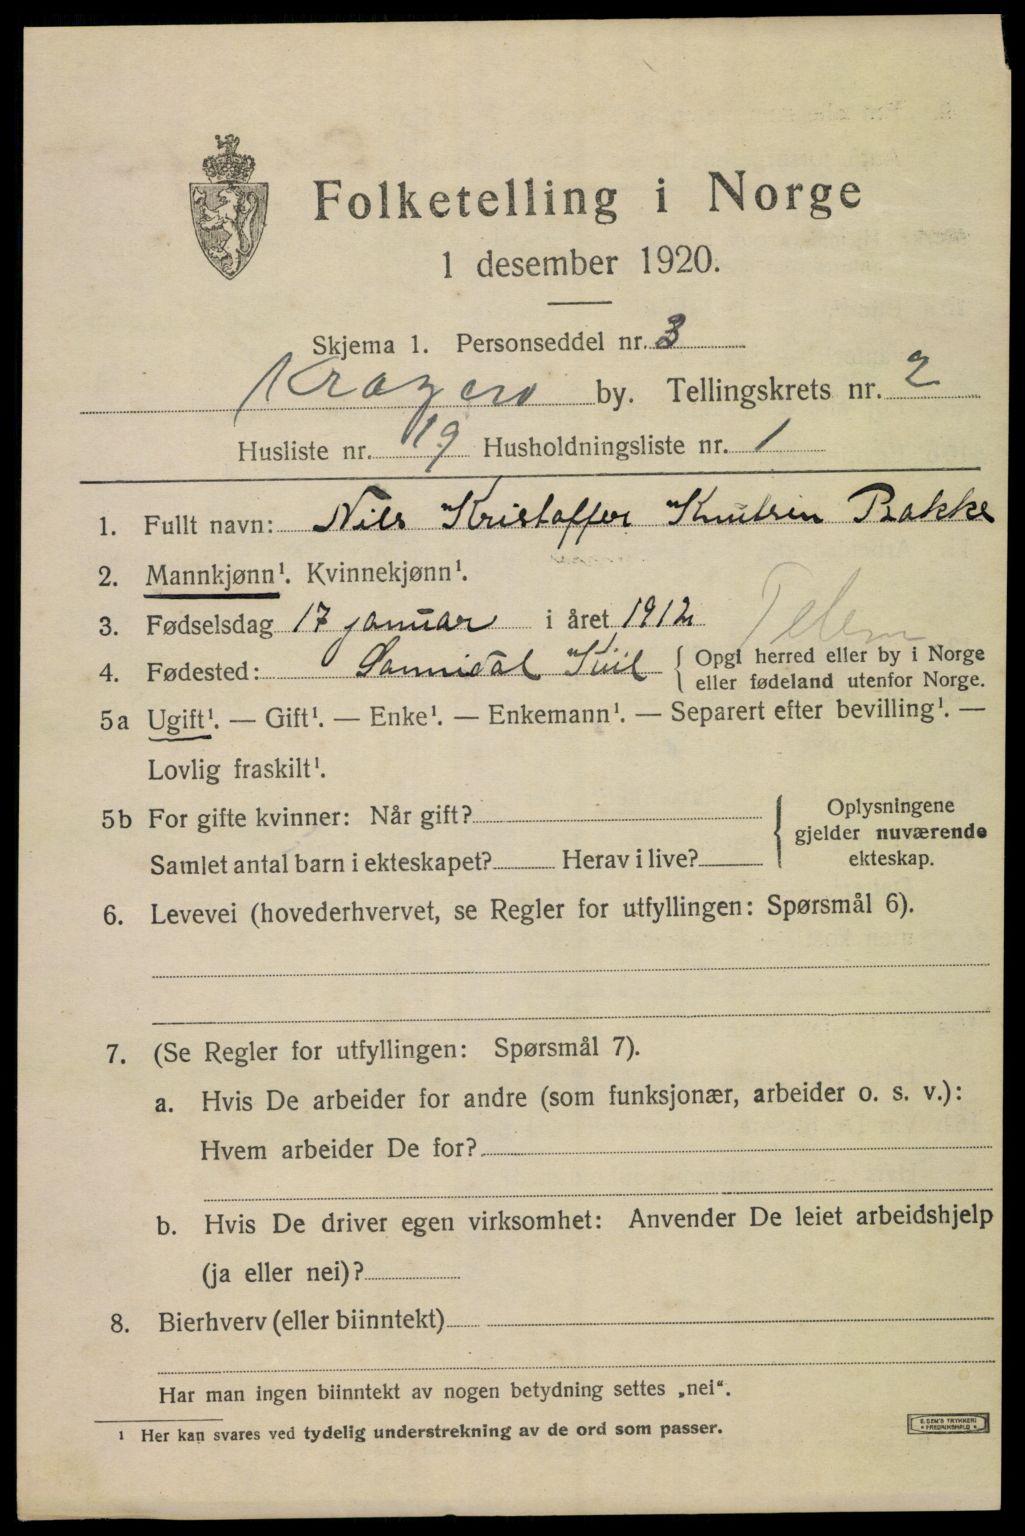 Folketelling i Norge
1 desember 1920.
Skjema 1. Personseddel nr. 3
Kragerø by. Tellingskrets nr. 2
Husliste nr. 19 Husholdningsliste nr. 1
1. Fullt navn: Nils Kristoffer Knutsen Bakke
2. Mannkjønn¹. Kvinnekjønn¹.
3. Fødselsdag 17 januar i året 1912
Telem
4. Fødested: Sannidal { Opgi herred eller by i Norge
eller fødeland utenfor Norge.
5a Ugift¹. — Gift¹. — Enke¹. — Enkemann¹. — Separert efter bevilling¹. —
Lovlig fraskilt¹.
5b For gifte kvinner: Når gift?
Samlet antal barn i ekteskapet? Herav i live?
{ Oplysningene
gjelder nuværende
ekteskap.
6. Levevei (hovederhvervet, se Regler for utfyllingen: Spørsmål 6).
7. (Se Regler for utfyllingen: Spørsmål 7).
a. Hvis De arbeider for andre (som funksjonær, arbeider o. s. v.):
Hvem arbeider De for?
b. Hvis De driver egen virksomhet: Anvender De leiet arbeidshjelp
(ja eller nei)?
8. Bierhverv (eller biinntekt)
Har man ingen biinntekt av nogen betydning settes „nei“.
¹ Her kan svares ved tydelig understrekning av de ord som passer.
E. SEM'S TRYKKERI
FREDRIKSHALD